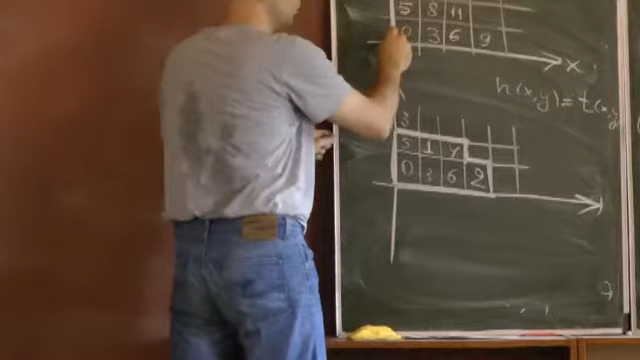 5 8 11
0 3 6 9
x
h(x,y)=t(x,y
3
5 1 4
0 3 6 2